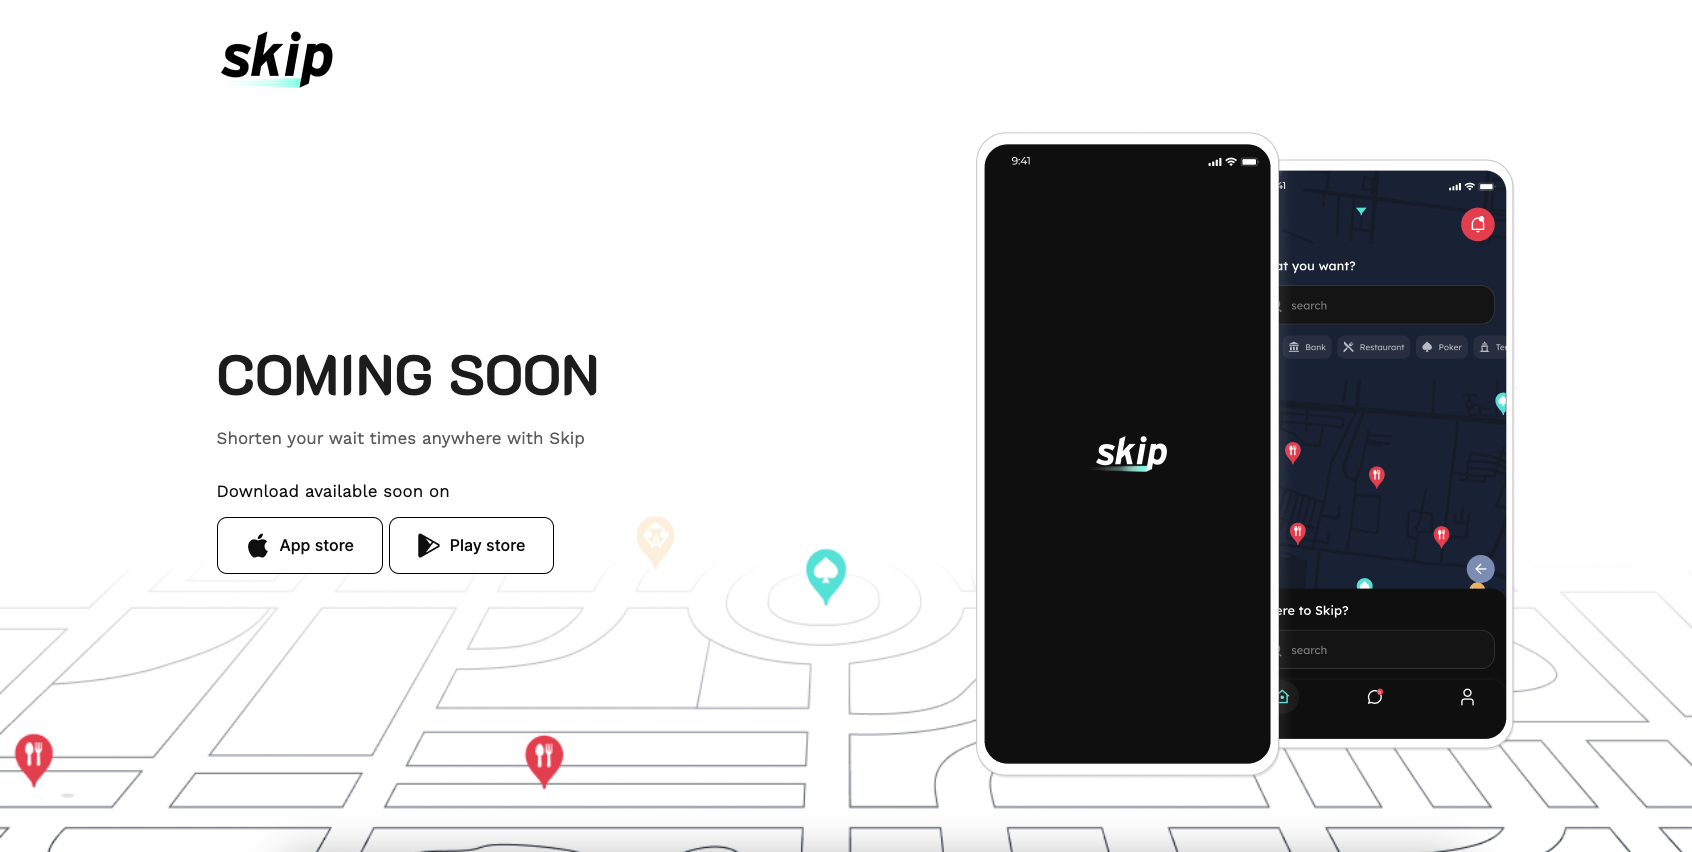 skip
COMING SOON
Shorten your wait times anywhere with Skip
Download available soon on
App store
Play store
9:41
skip
41
at you want?
search
Bank
Restaurant
Poker
ere to Skip?
search